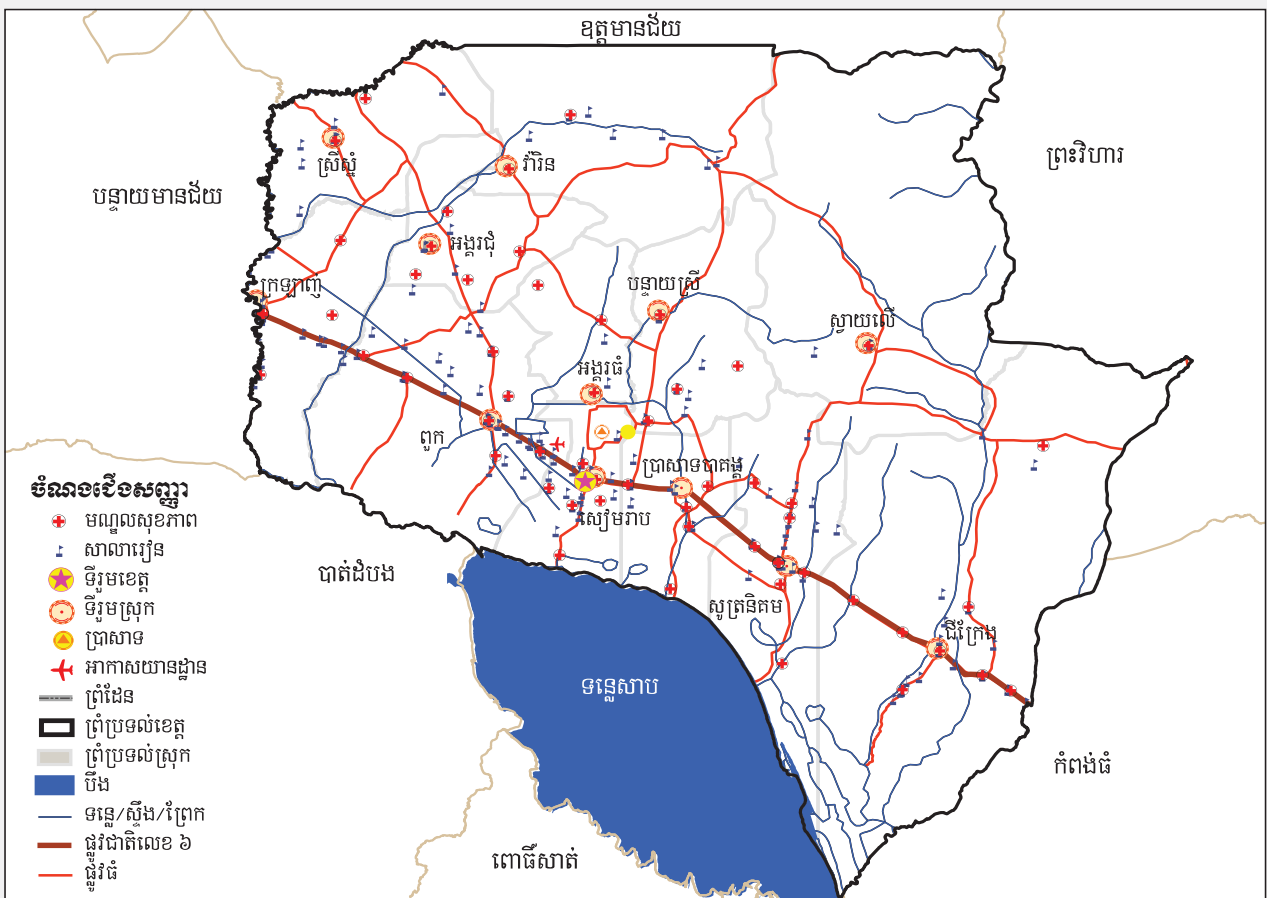 ឧត្តមានជ័យ
ព្រះវិហារ
ស្រីស្នំ
វ៉ារិន
បន្ទាយមានជ័យ
អង្គរជុំ
ក្រឡាញ់
បន្ទាយស្រី
ស្វាយលើ
អង្គរធំ
ពួក
ប្រាសាទបាគង្គ
សៀមរាប
បាត់ដំបង
សូត្រនិគម
ជីក្រែង
ទន្លេសាប
កំពង់ធំ
ពោធិ៍សាត់
ចំណងជើងសញ្ញា
មណ្ឌលសុខភាព
សាលារៀន
ទីរួមខេត្ត
ទីរួមស្រុក
ប្រាសាទ
អាកាសយានដ្ឋាន
ព្រំដែន
ព្រំប្រទល់ខេត្ត
ព្រំប្រទល់ស្រុក
បឹង
ទន្លេ/ស្ទឹង/ព្រែក
ផ្លូវជាតិលេខ ៦
ផ្លូវធំ